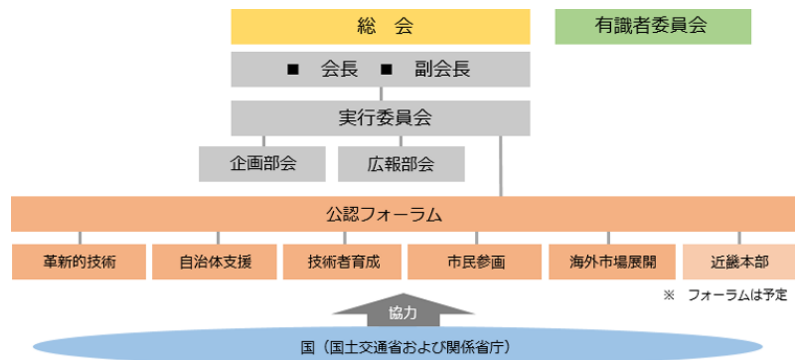 総 会
有識者委員会
■ 会長 ■ 副会長
実行委員会
企画部会
広報部会
公認フォーラム
革新的技術
自治体支援
技術者育成
市民参画
海外市場展開
近畿本部
※ フォーラムは予定
協力
国（国土交通省および関係省庁）